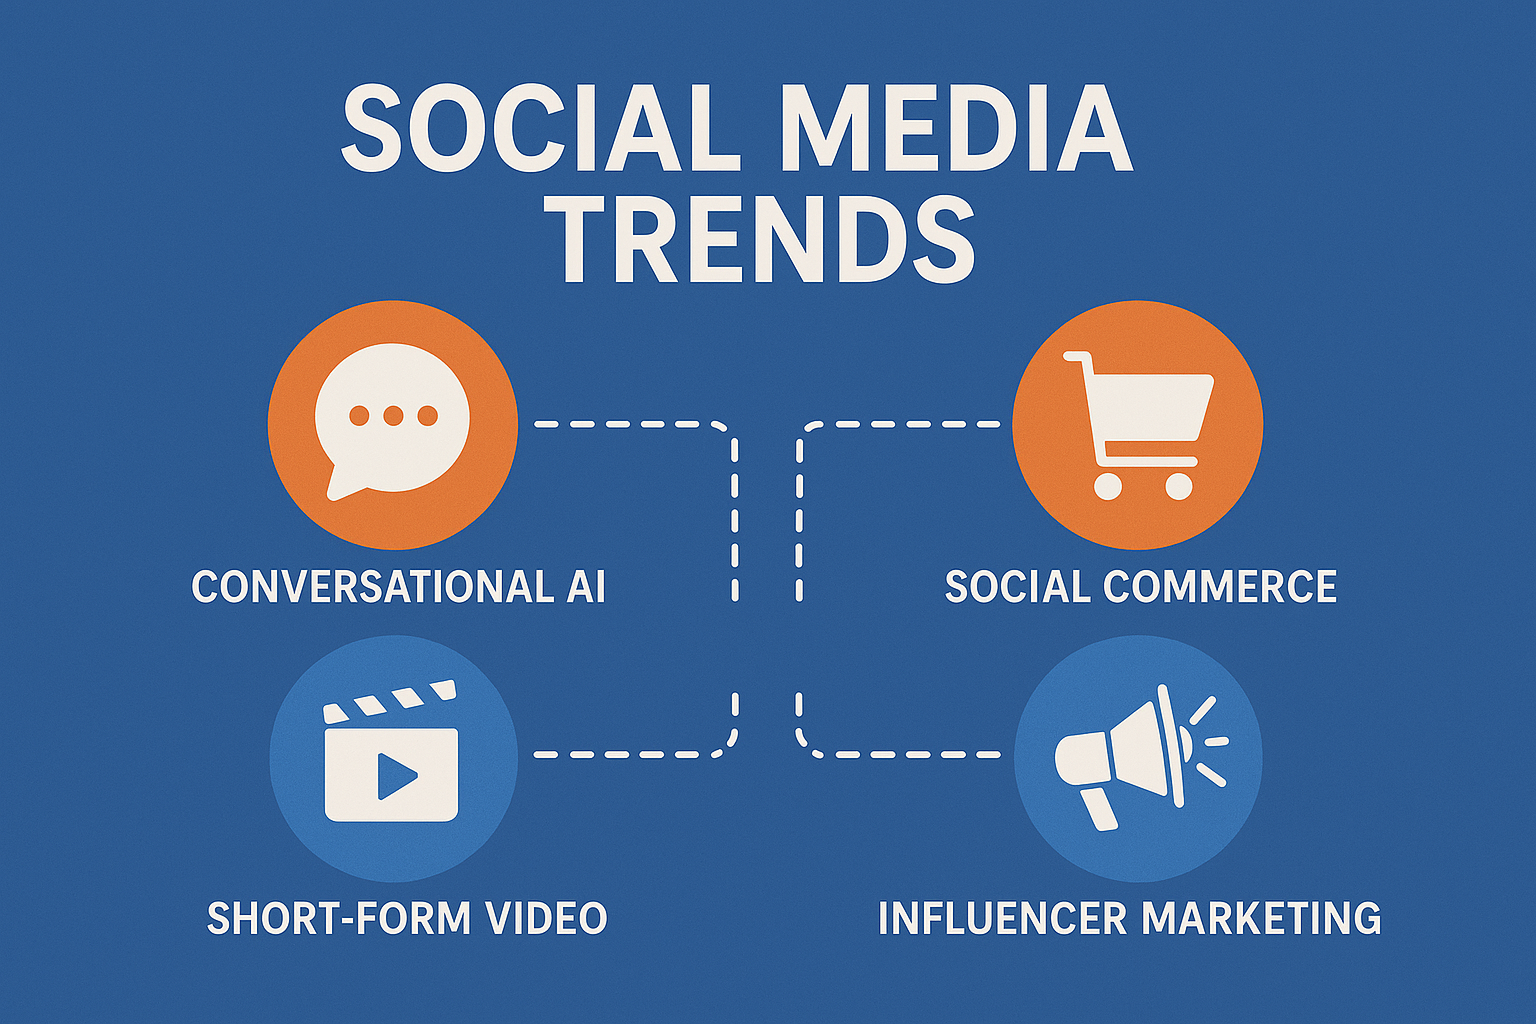 SOCIAL MEDIA
TRENDS
CONVERSATIONAL AI
SOCIAL COMMERCE
SHORT-FORM VIDEO
INFLUENCER MARKETING